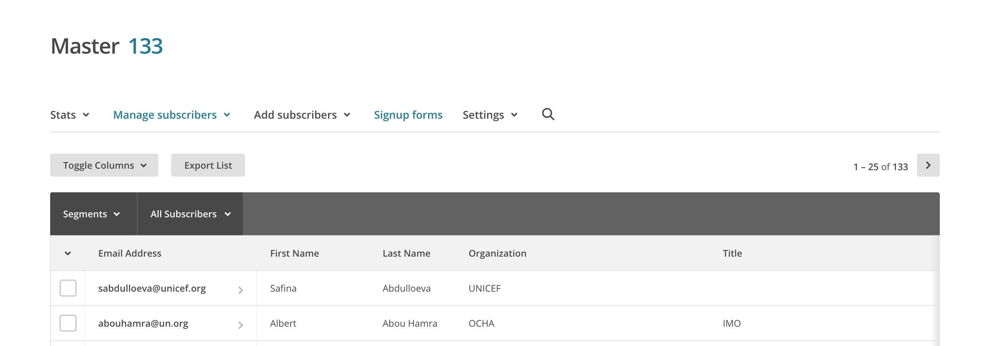 Master 133
Stats Manage subscribers Add subscribers Signup forms Settings
Toggle Columns Export List 1 – 25 of 133
Segments All Subscribers
Email Address First Name Last Name Organization Title
sabdulloeva@unicef.org Safina Abdulloeva UNICEF
abouhamra@un.org Albert Abou Hamra OCHA IMO